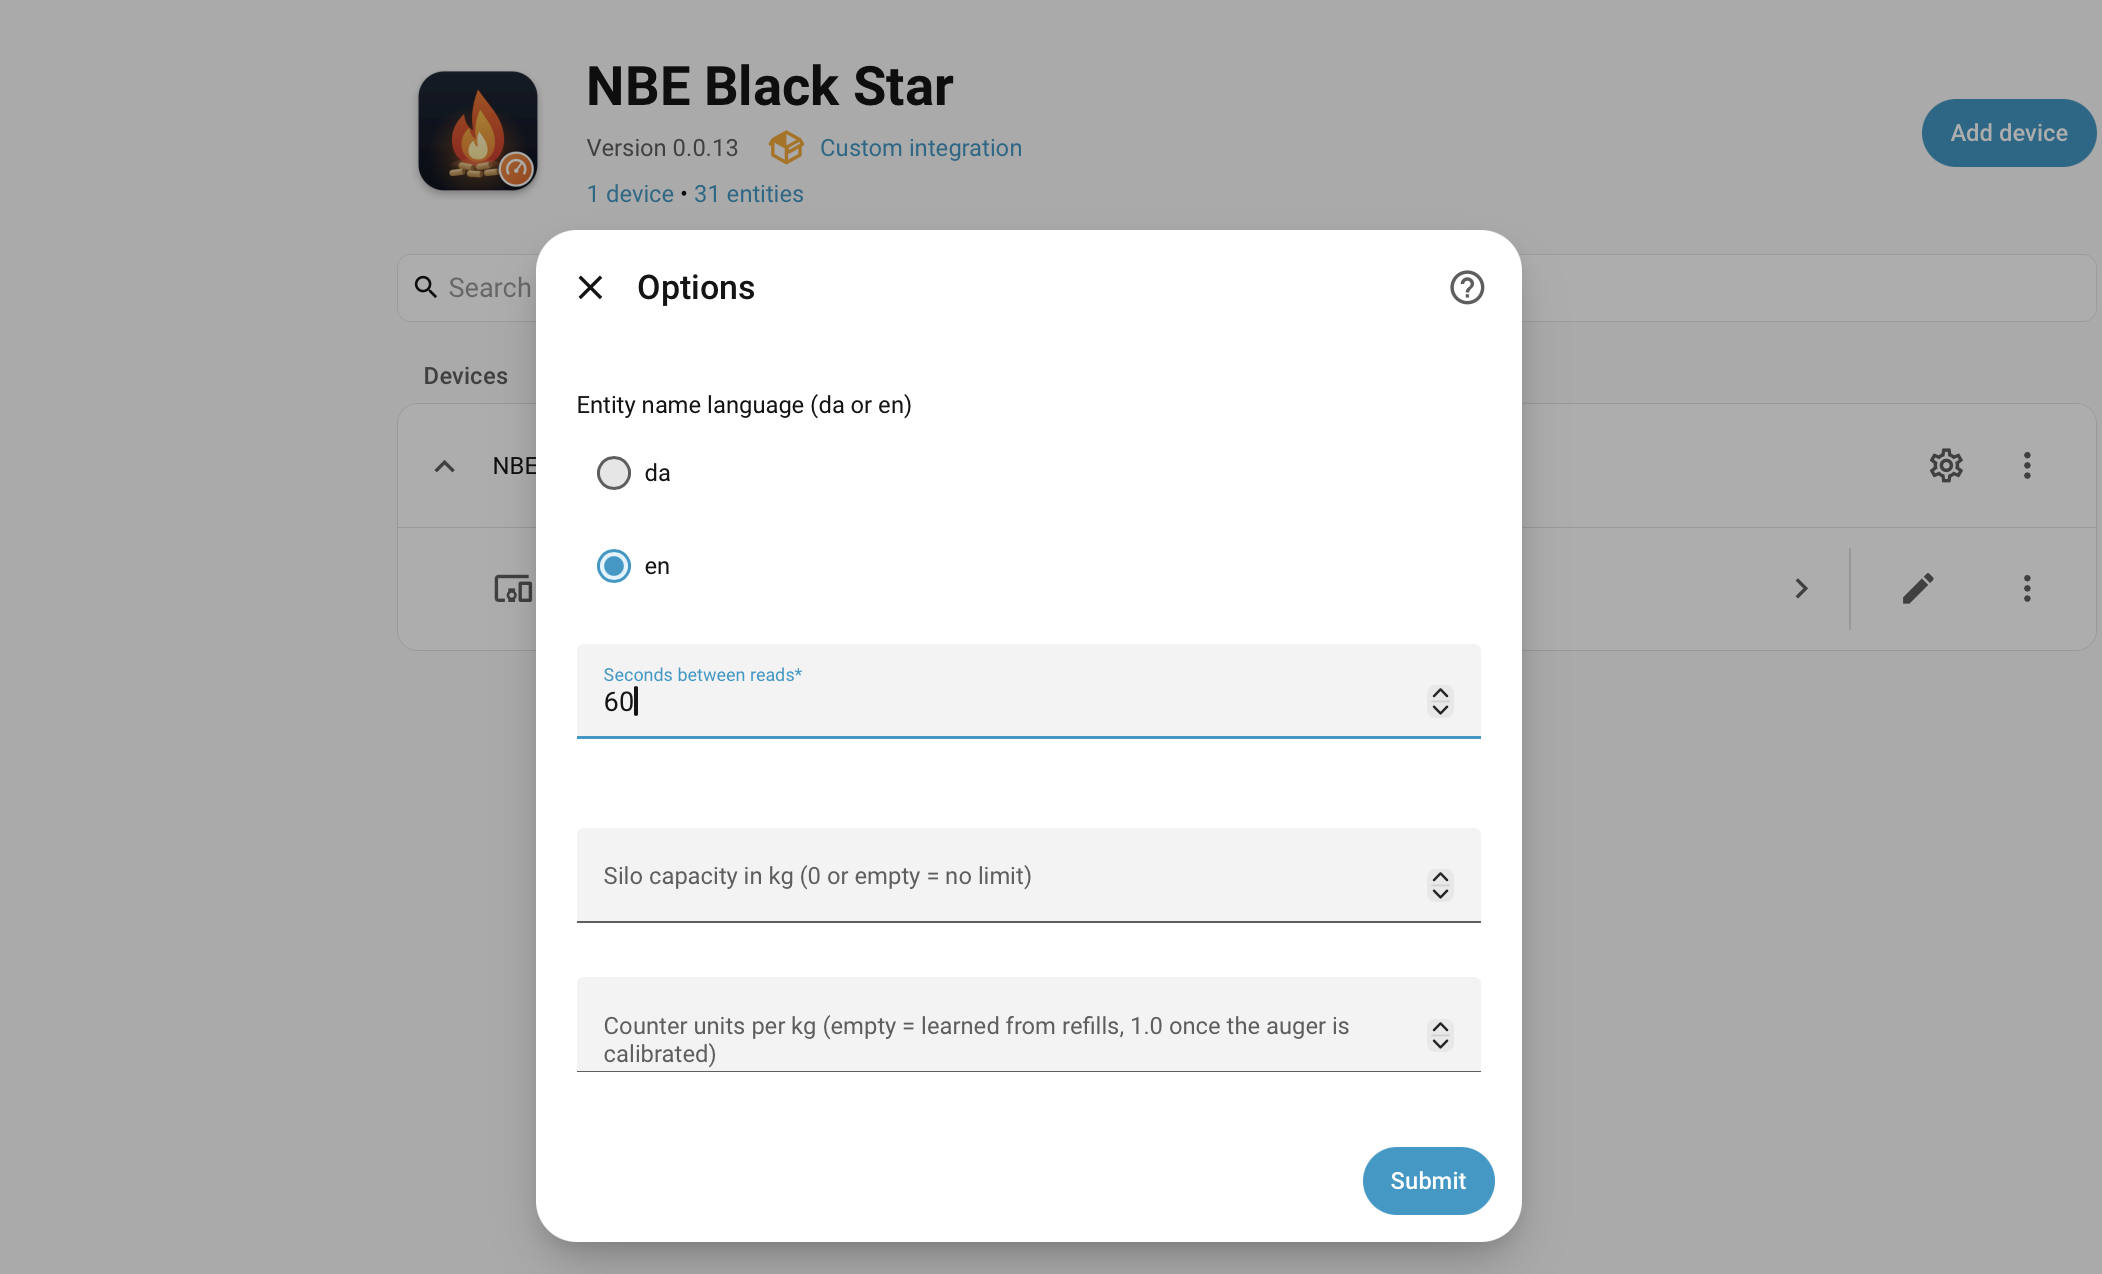 NBE Black Star
Version 0.0.13 Custom integration
1 device • 31 entities
Add device
Search
Options
Devices
NBE
Entity name language (da or en)
da
en
Seconds between reads*
60
Silo capacity in kg (0 or empty = no limit)
Counter units per kg (empty = learned from refills, 1.0 once the auger is
calibrated)
Submit